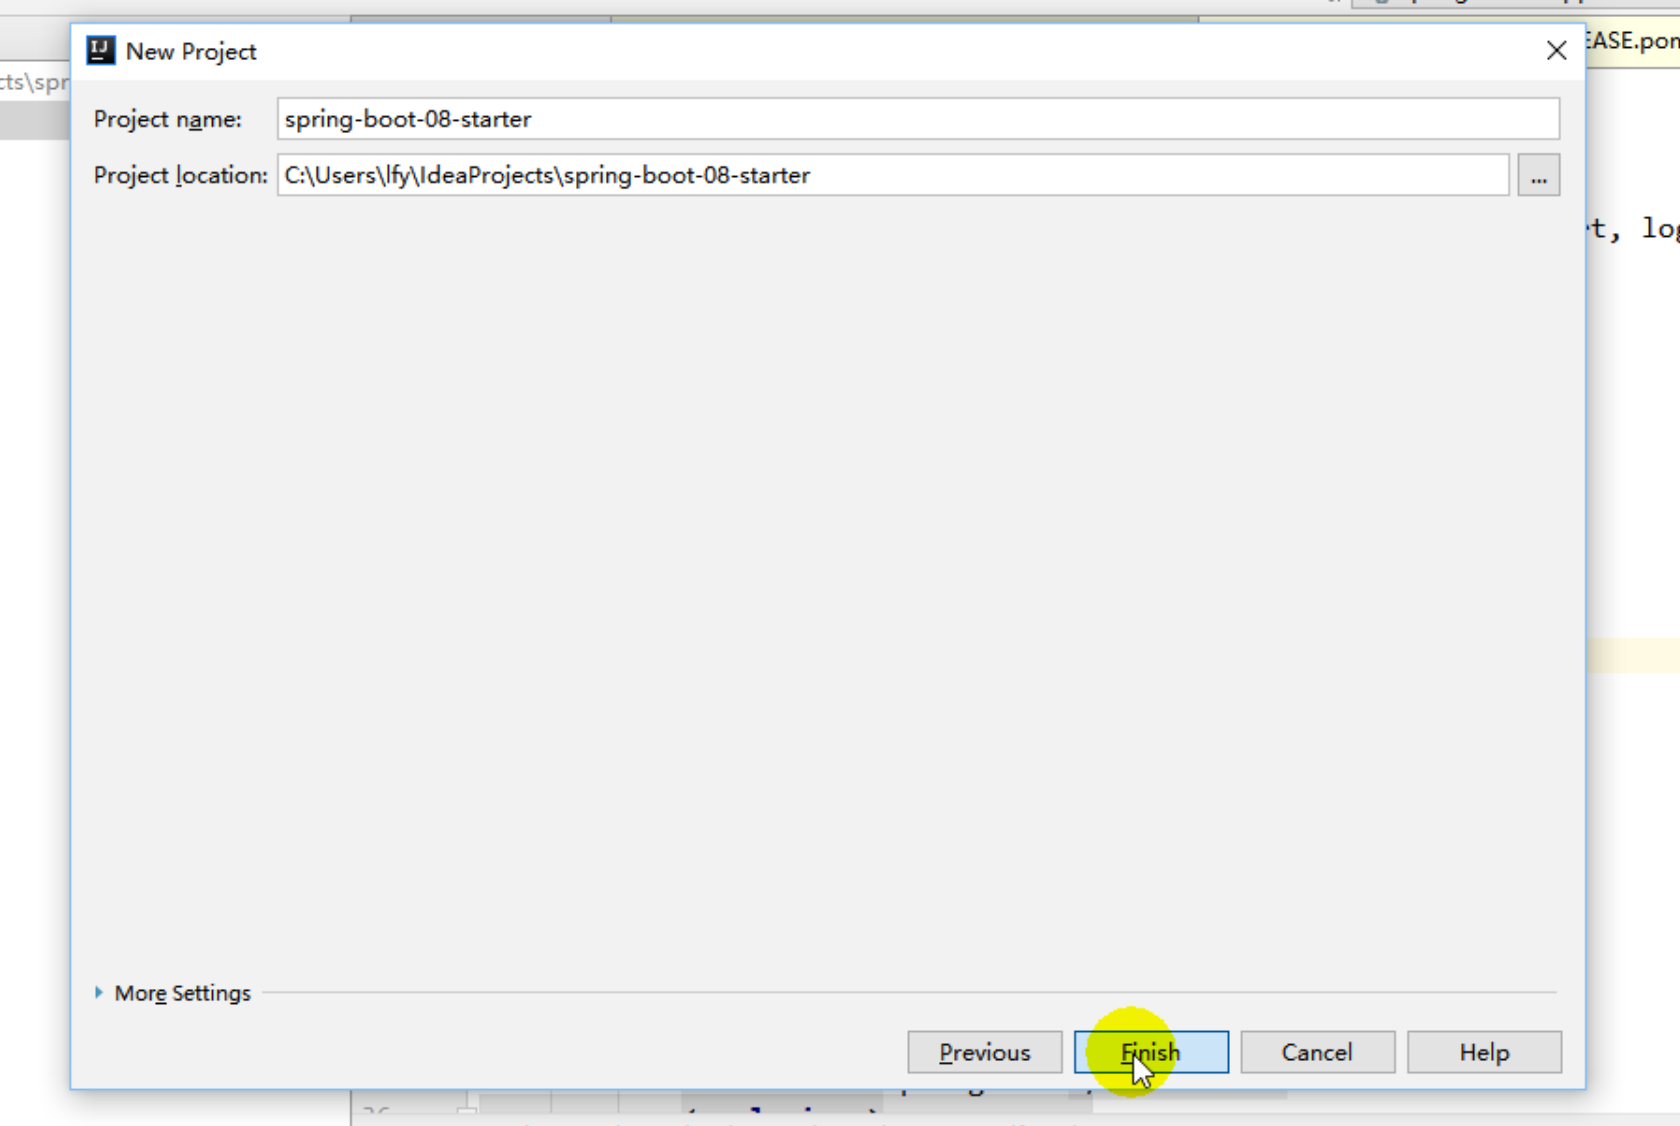 EASE.pom
New Project
cts\spr
Project name: spring-boot-08-starter
Project location: C:\Users\lfy\IdeaProjects\spring-boot-08-starter ...
t, log
More Settings
Previous Finish Cancel Help